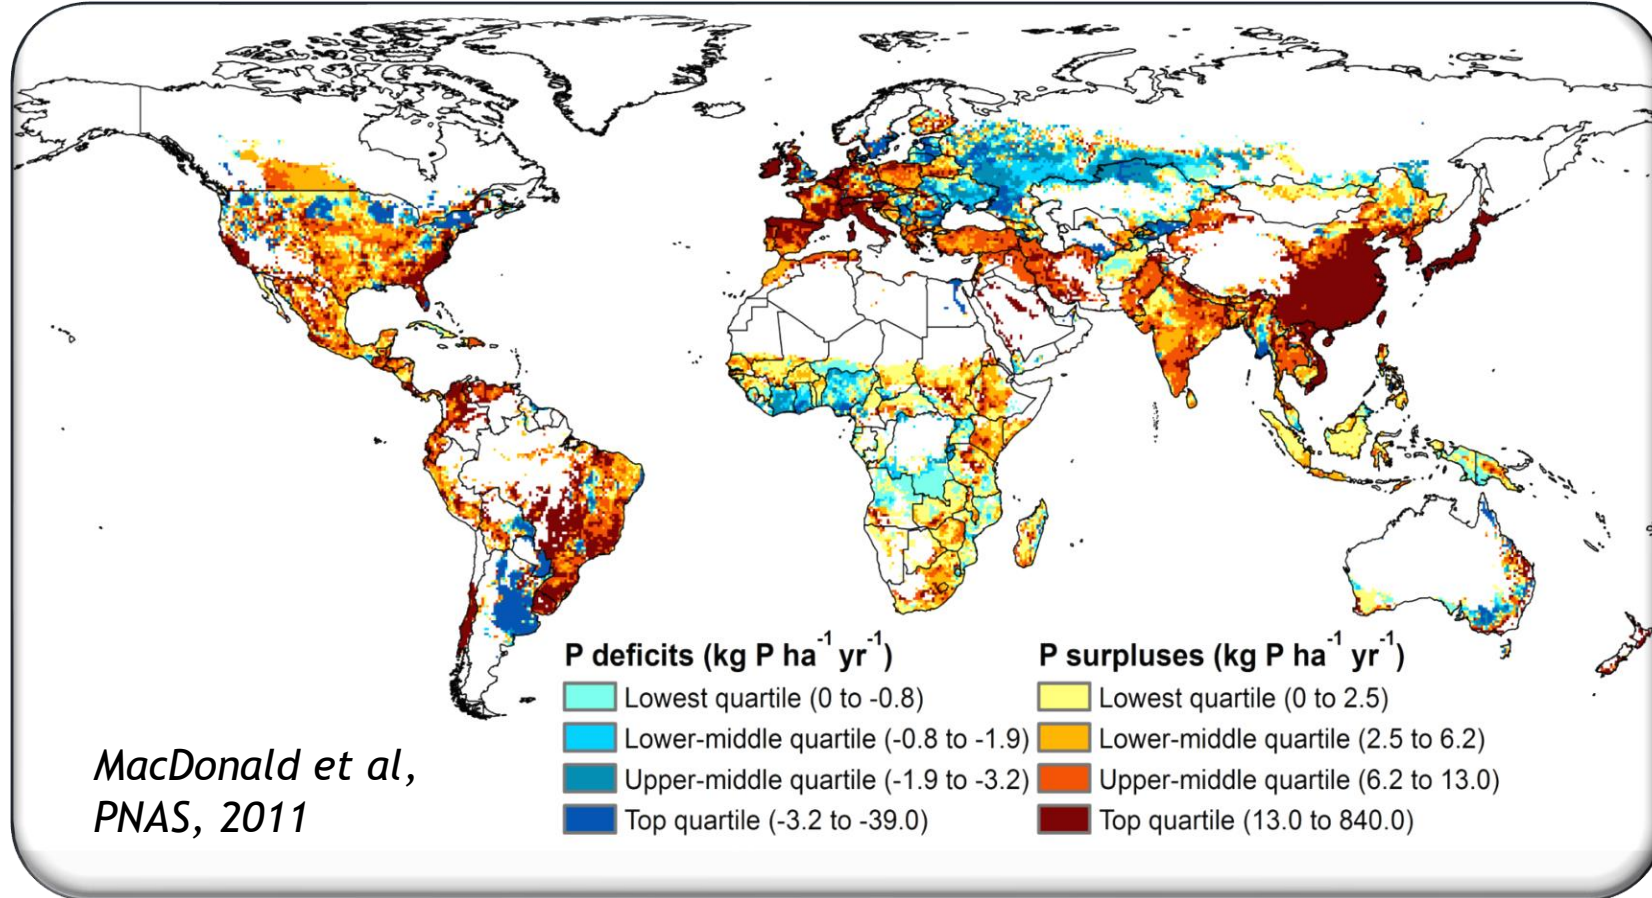 P deficits (kg P ha⁻¹ yr⁻¹)
Lowest quartile (0 to -0.8)
Lower-middle quartile (-0.8 to -1.9)
Upper-middle quartile (-1.9 to -3.2)
Top quartile (-3.2 to -39.0)
P surpluses (kg P ha⁻¹ yr⁻¹)
Lowest quartile (0 to 2.5)
Lower-middle quartile (2.5 to 6.2)
Upper-middle quartile (6.2 to 13.0)
Top quartile (13.0 to 840.0)
MacDonald et al,
PNAS, 2011